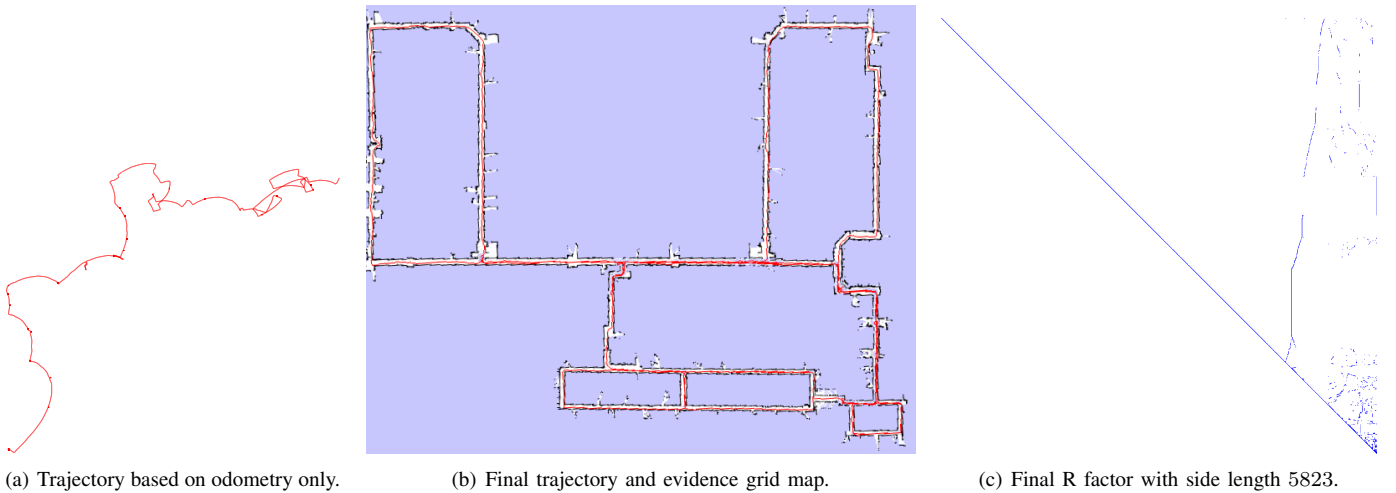 (a) Trajectory based on odometry only.
(b) Final trajectory and evidence grid map.
(c) Final R factor with side length 5823.